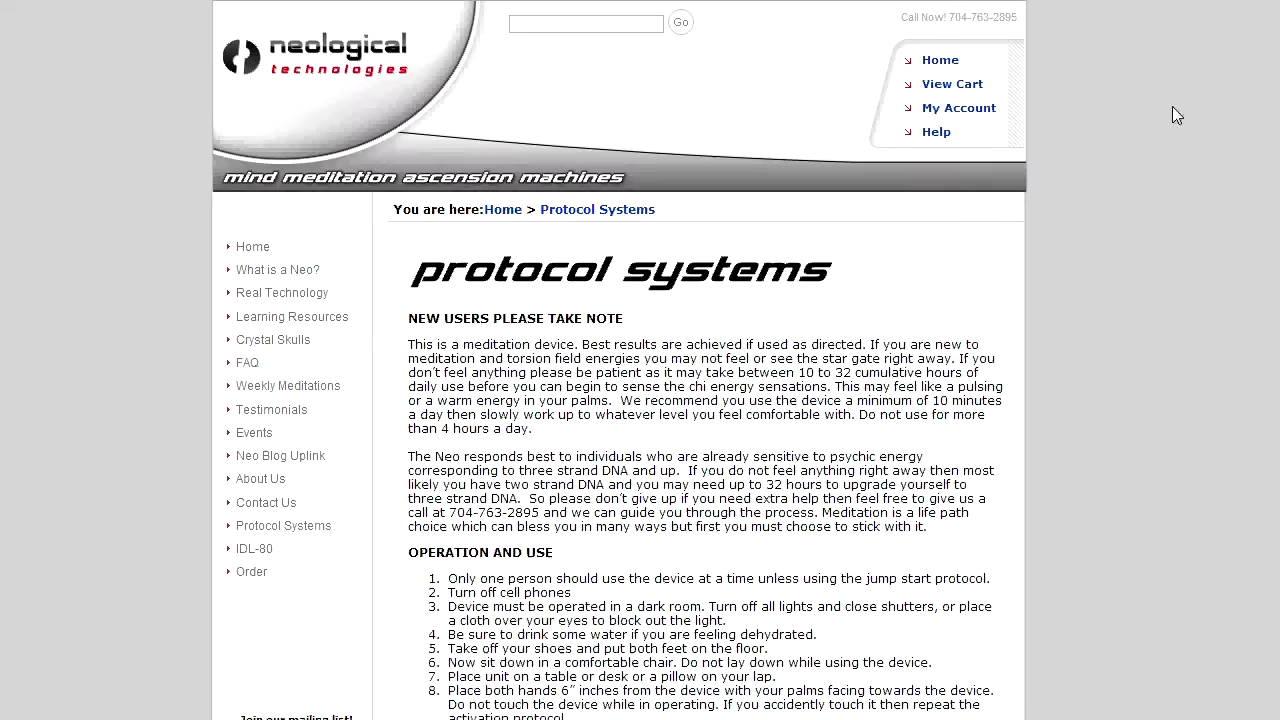 Go
Call Now! 704-763-2895
neological
technologies
Home
View Cart
My Account
Help
mind meditation ascension machines
You are here:Home > Protocol Systems
Home
What is a Neo?
Real Technology
Learning Resources
Crystal Skulls
FAQ
Weekly Meditations
Testimonials
Events
Neo Blog Uplink
About Us
Contact Us
Protocol Systems
IDL-80
Order
Join our mailing list!
protocol systems
NEW USERS PLEASE TAKE NOTE
This is a meditation device. Best results are achieved if used as directed. If you are new to
meditation and torsion field energies you may not feel or see the star gate right away. If you
don't feel anything please be patient as it may take between 10 to 32 cumulative hours of
daily use before you can begin to sense the chi energy sensations. This may feel like a pulsing
or a warm energy in your palms.  We recommend you use the device a minimum of 10 minutes
a day then slowly work up to whatever level you feel comfortable with. Do not use for more
than 4 hours a day.
The Neo responds best to individuals who are already sensitive to psychic energy
corresponding to three strand DNA and up.  If you do not feel anything right away then most
likely you have two strand DNA and you may need up to 32 hours to upgrade yourself to
three strand DNA.  So please don't give up if you need extra help then feel free to give us a
call at 704-763-2895 and we can guide you through the process. Meditation is a life path
choice which can bless you in many ways but first you must choose to stick with it.
OPERATION AND USE
1. Only one person should use the device at a time unless using the jump start protocol.
2. Turn off cell phones
3. Device must be operated in a dark room. Turn off all lights and close shutters, or place
a cloth over your eyes to block out the light.
4. Be sure to drink some water if you are feeling dehydrated.
5. Take off your shoes and put both feet on the floor.
6. Now sit down in a comfortable chair. Do not lay down while using the device.
7. Place unit on a table or desk or a pillow on your lap.
8. Place both hands 6" inches from the device with your palms facing towards the device.
Do not touch the device while in operating. If you accidently touch it then repeat the
activation protocol.